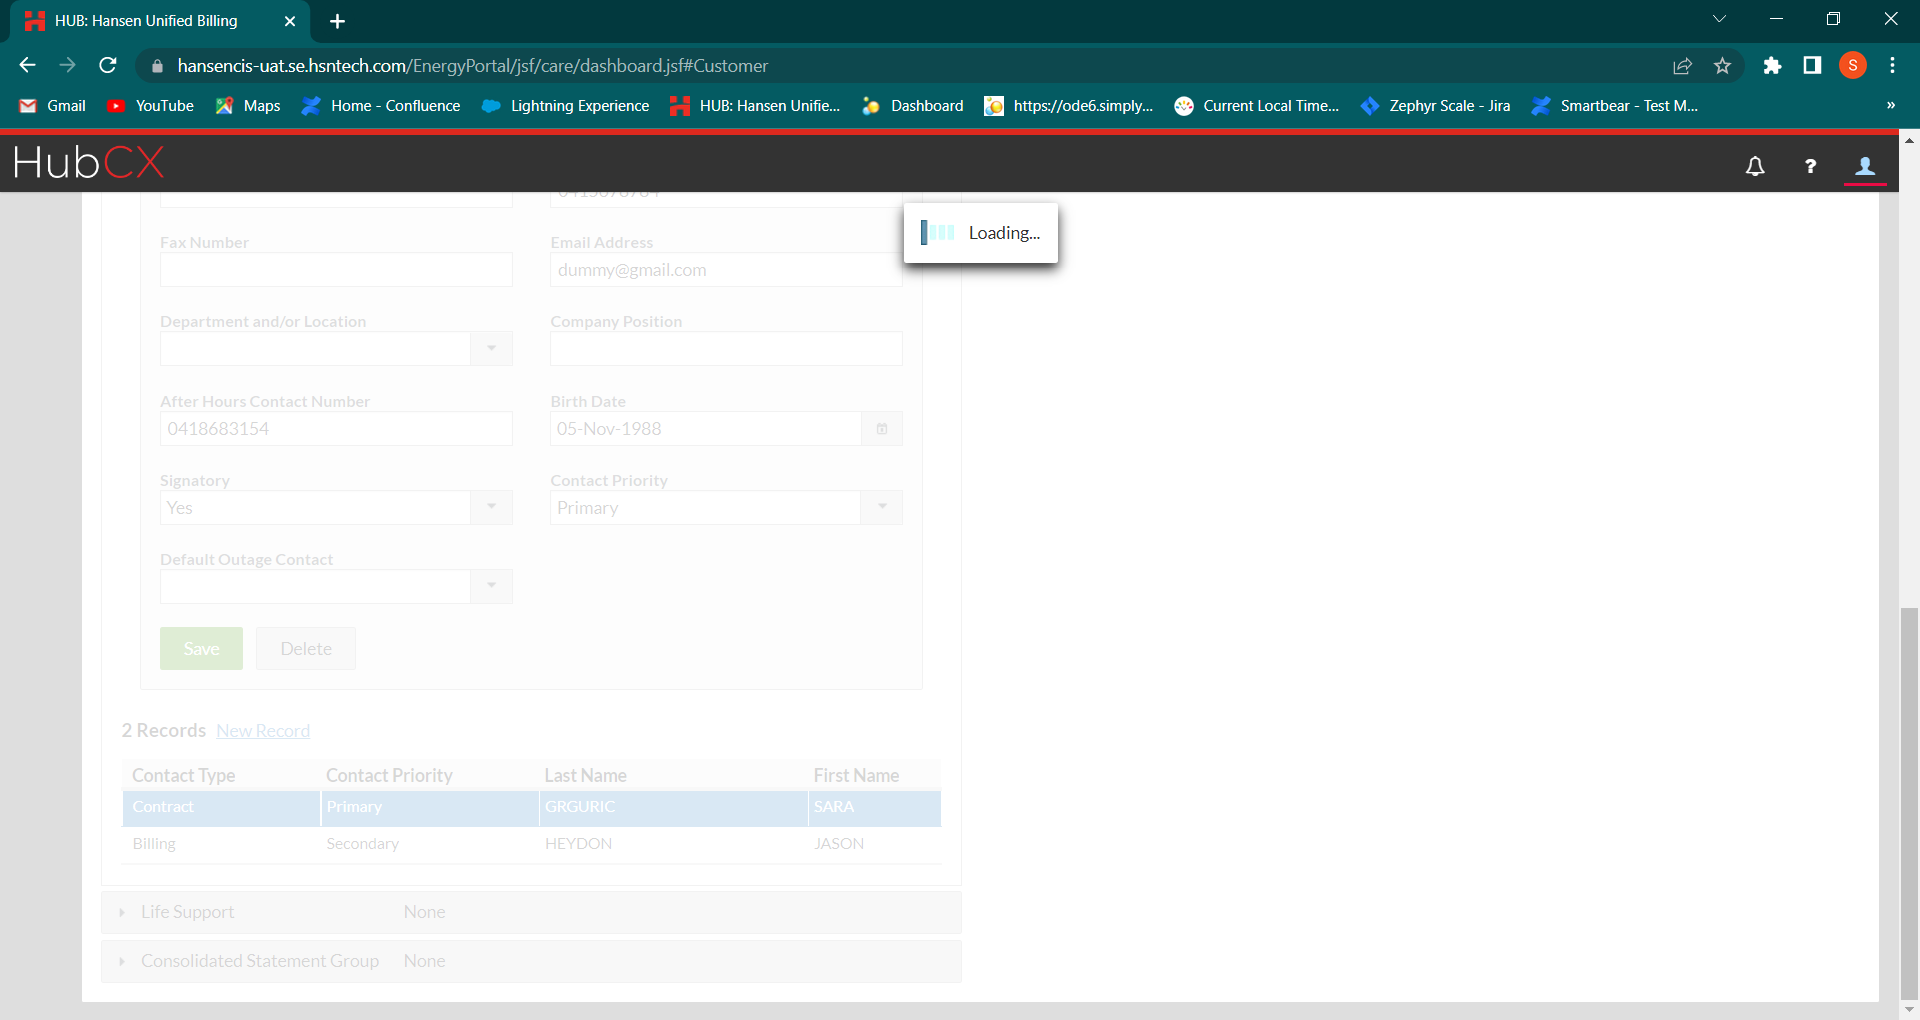 HUB: Hansen Unified Billing
hansencis-uat.se.hsntech.com/EnergyPortal/jsf/care/dashboard.jsf#Customer
S
Gmail YouTube Maps Home - Confluence Lightning Experience HUB: Hansen Unifie... Dashboard https://ode6.simply... Current Local Time... Zephyr Scale - Jira Smartbear - Test M... »
HubCX ?
Loading...
Fax Number Email Address
dummy@gmail.com
Department and/or Location Company Position
After Hours Contact Number Birth Date
0418683154 05-Nov-1988
Signatory Contact Priority
Yes Primary
Default Outage Contact
Save Delete
2 Records New Record
Contact Type Contact Priority Last Name First Name
Contract Primary GRGURIC SARA
Billing Secondary HEYDON JASON
Life Support None
Consolidated Statement Group None